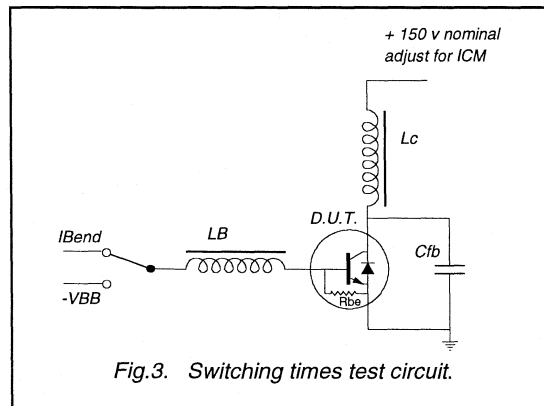 + 150 v nominal
adjust for ICM
Lc
D.U.T.
LB
IBend
Cfb
-VBB
Rbe
Fig.3. Switching times test circuit.